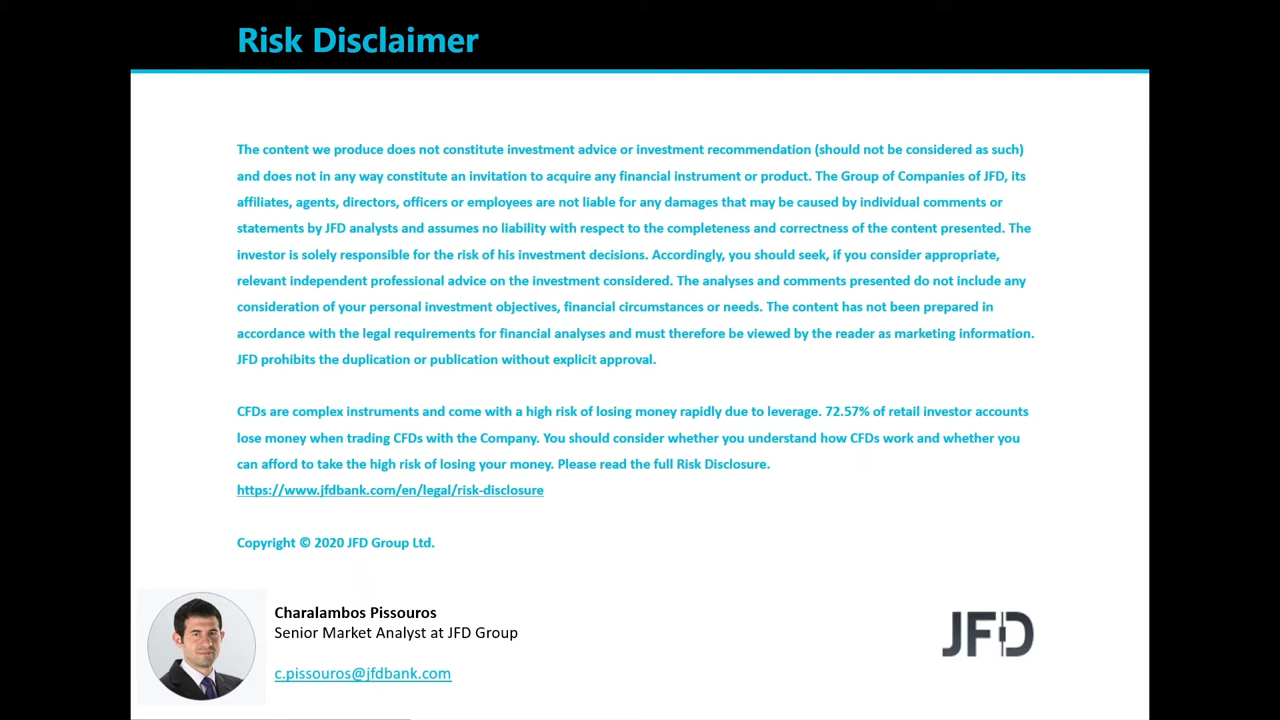 Risk Disclaimer
The content we produce does not constitute investment advice or investment recommendation (should not be considered as such)
and does not in any way constitute an invitation to acquire any financial instrument or product. The Group of Companies of JFD, its
affiliates, agents, directors, officers or employees are not liable for any damages that may be caused by individual comments or
statements by JFD analysts and assumes no liability with respect to the completeness and correctness of the content presented. The
investor is solely responsible for the risk of his investment decisions. Accordingly, you should seek, if you consider appropriate,
relevant independent professional advice on the investment considered. The analyses and comments presented do not include any
consideration of your personal investment objectives, financial circumstances or needs. The content has not been prepared in
accordance with the legal requirements for financial analyses and must therefore be viewed by the reader as marketing information.
JFD prohibits the duplication or publication without explicit approval.
CFDs are complex instruments and come with a high risk of losing money rapidly due to leverage. 72.57% of retail investor accounts
lose money when trading CFDs with the Company. You should consider whether you understand how CFDs work and whether you
can afford to take the high risk of losing your money. Please read the full Risk Disclosure.
https://www.jfdbank.com/en/legal/risk-disclosure
Copyright © 2020 JFD Group Ltd.
Charalambos Pissouros
Senior Market Analyst at JFD Group
c.pissouros@jfdbank.com
JFD